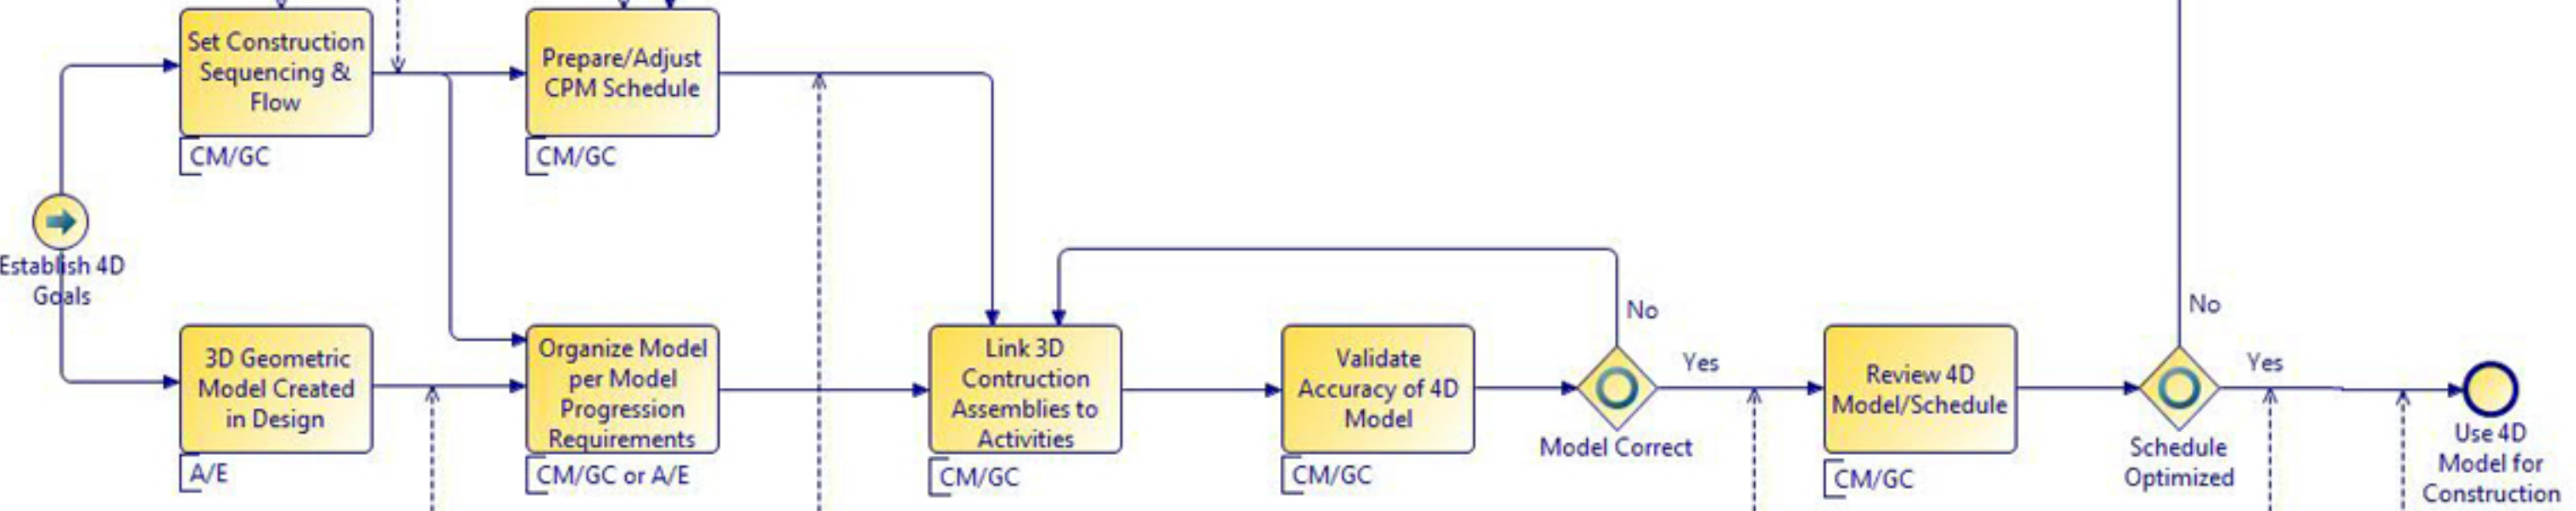 Set Construction
Sequencing &
Flow
CM/GC
Prepare/Adjust
CPM Schedule
CM/GC
Establish 4D
Goals
3D Geometric
Model Created
in Design
A/E
Organize Model
per Model
Progression
Requirements
CM/GC or A/E
Link 3D
Contruction
Assemblies to
Activities
CM/GC
Validate
Accuracy of 4D
Model
CM/GC
No
Yes
Model Correct
Review 4D
Model/Schedule
CM/GC
No
Yes
Schedule
Optimized
Use 4D
Model for
Construction